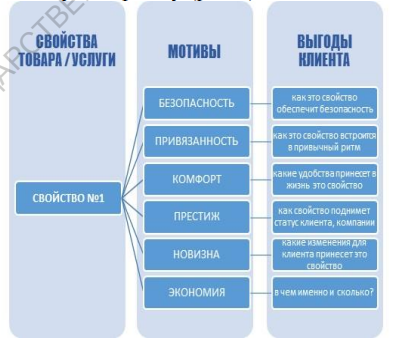 СВОЙСТВА
ТОВАРА / УСЛУГИ
МОТИВЫ
ВЫГОДЫ
КЛИЕНТА
СВОЙСТВО №1
БЕЗОПАСНОСТЬ
как это свойство
обеспечит безопасность
ПРИВЯЗАННОСТЬ
как это свойство встроится
в привычный ритм
КОМФОРТ
какие удобства принесет в
жизнь это свойство
ПРЕСТИЖ
как свойство поднимет
статус клиента, компании
НОВИЗНА
какие изменения для
клиента принесет это
свойство
ЭКОНОМИЯ
в чем именно и сколько?